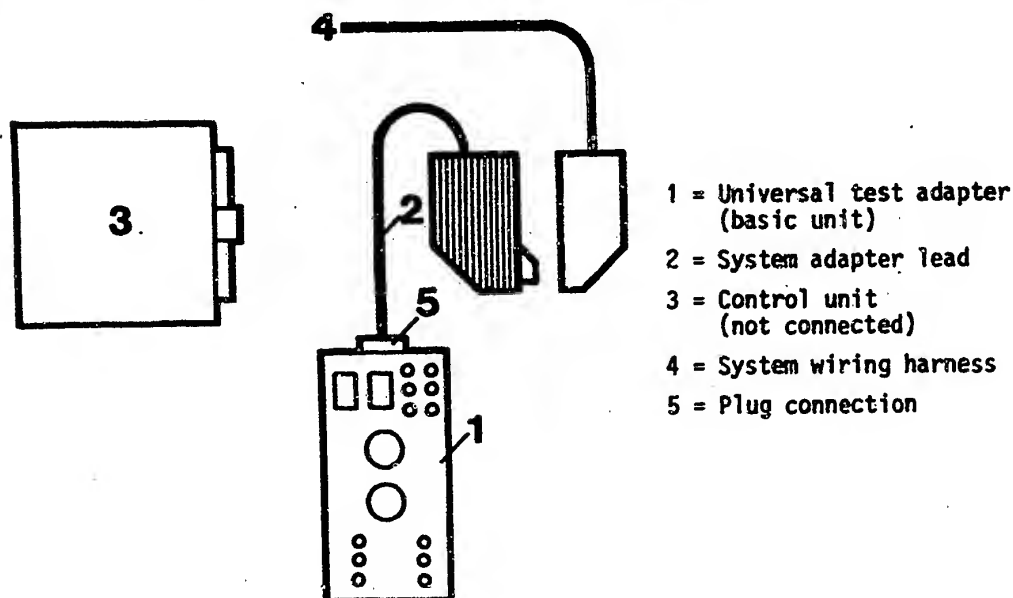 4
3
2
5
1
1 = Universal test adapter
(basic unit)
2 = System adapter lead
3 = Control unit
(not connected)
4 = System wiring harness
5 = Plug connection